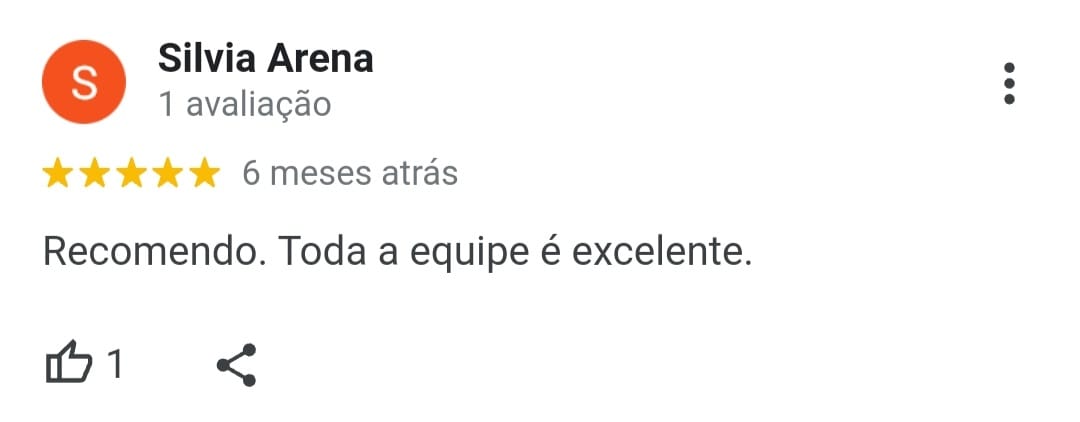 S
Silvia Arena
1 avaliação
6 meses atrás
Recomendo. Toda a equipe é excelente.
1